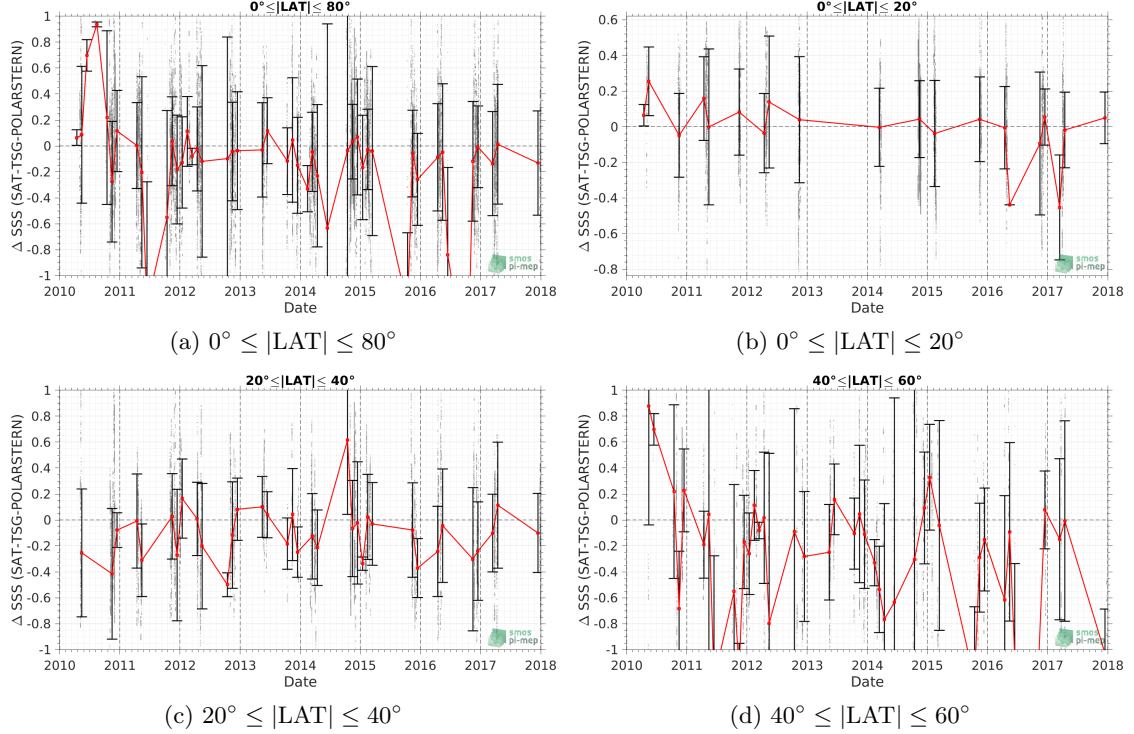 0°≤|LAT|≤ 80°
Δ SSS (SAT-TSG-POLARSTERN)
1
0.8
0.6
0.4
0.2
0
-0.2
-0.4
-0.6
-0.8
-1
2010 2011 2012 2013 2014 2015 2016 2017 2018
Date
smos
pi-mep
(a) 0° ≤ |LAT| ≤ 80°
0°≤|LAT|≤ 20°
Δ SSS (SAT-TSG-POLARSTERN)
0.6
0.4
0.2
0
-0.2
-0.4
-0.6
-0.8
2010 2011 2012 2013 2014 2015 2016 2017 2018
Date
smos
pi-mep
(b) 0° ≤ |LAT| ≤ 20°
20°≤|LAT|≤ 40°
Δ SSS (SAT-TSG-POLARSTERN)
1
0.8
0.6
0.4
0.2
0
-0.2
-0.4
-0.6
-0.8
-1
2010 2011 2012 2013 2014 2015 2016 2017 2018
Date
smos
pi-mep
(c) 20° ≤ |LAT| ≤ 40°
40°≤|LAT|≤ 60°
Δ SSS (SAT-TSG-POLARSTERN)
1
0.8
0.6
0.4
0.2
0
-0.2
-0.4
-0.6
-0.8
-1
2010 2011 2012 2013 2014 2015 2016 2017 2018
Date
smos
pi-mep
(d) 40° ≤ |LAT| ≤ 60°